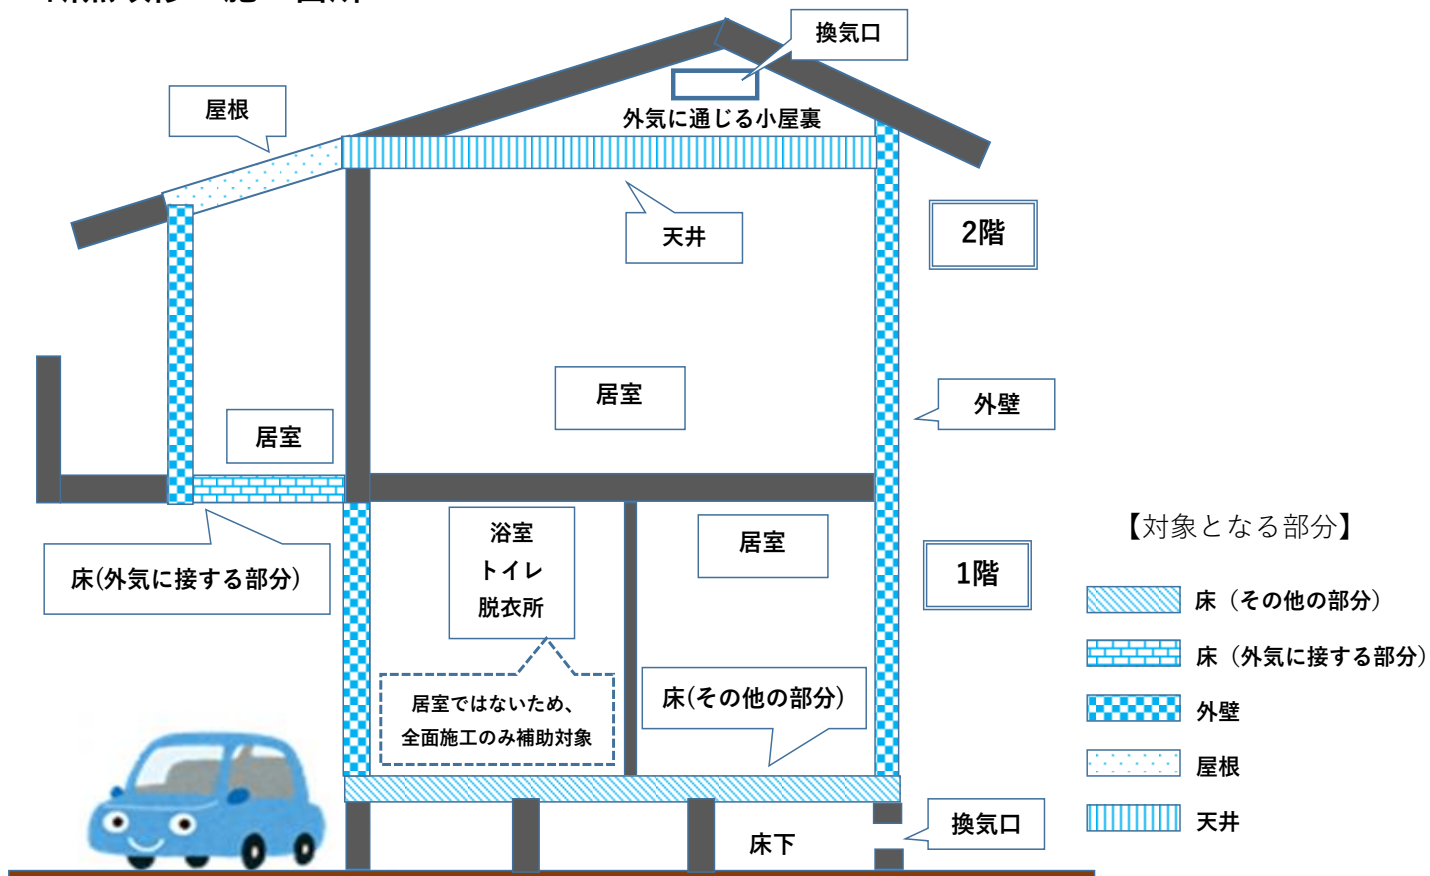 換気口
屋根
外気に通じる小屋裏
天井
2階
居室
外壁
居室
床(外気に接する部分)
浴室
トイレ
脱衣所
居室
1階
居室ではないため、
全面施工のみ補助対象
床(その他の部分)
床下
換気口
【対象となる部分】
床（その他の部分）
床（外気に接する部分）
外壁
屋根
天井